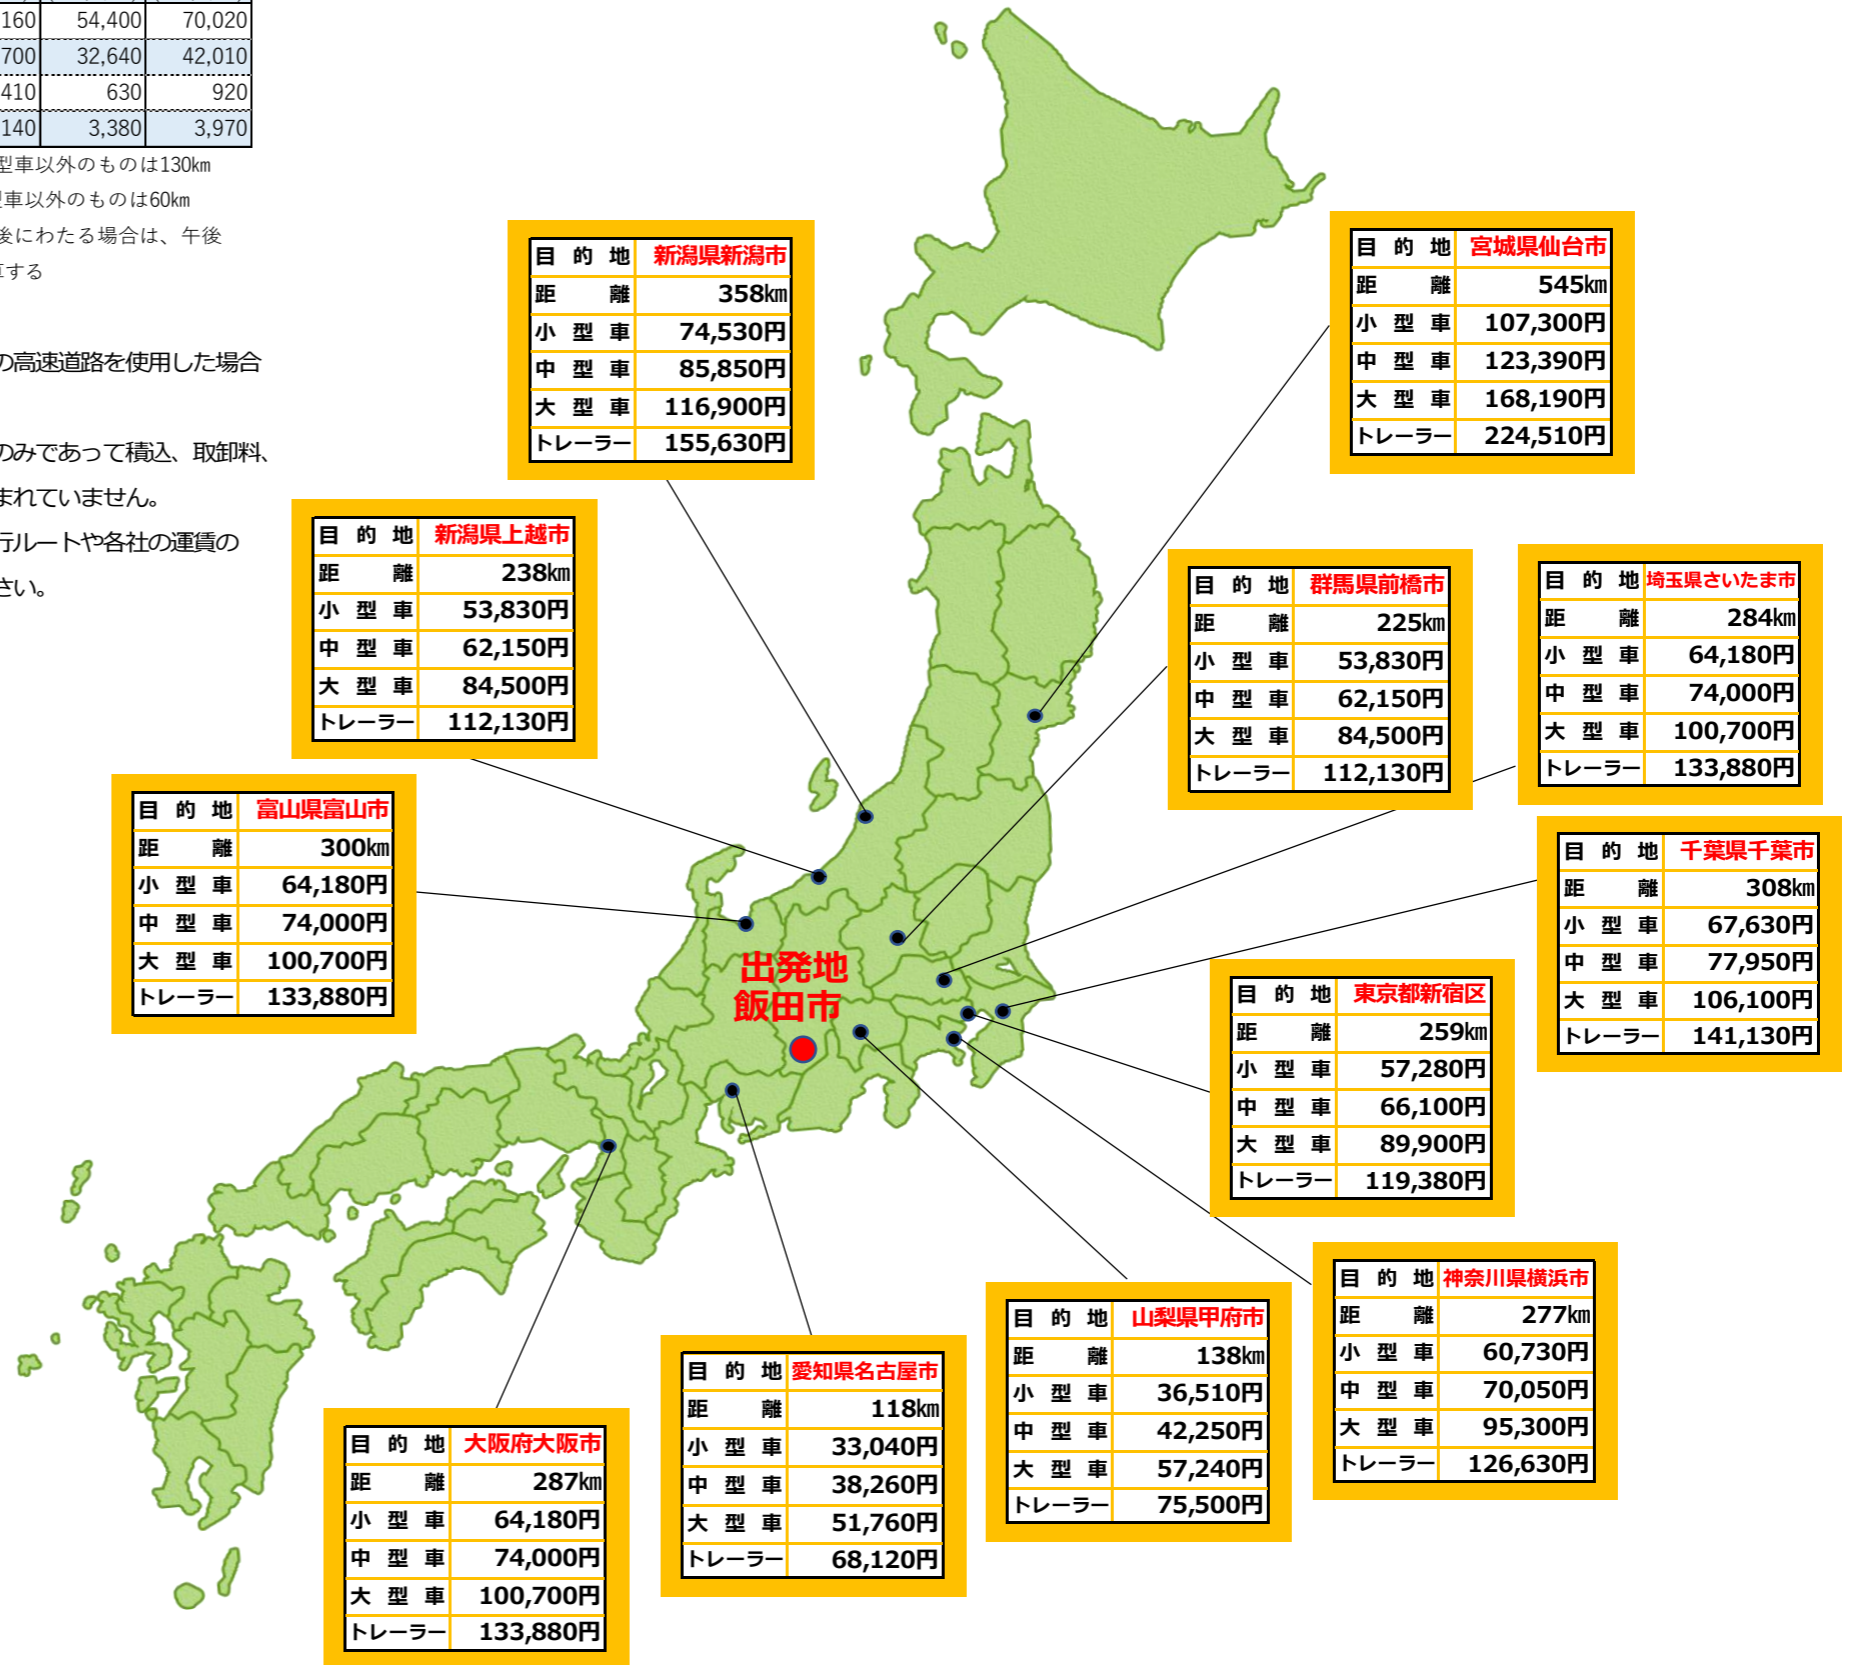 160 54,400 70,020
700 32,640 42,010
410 630 920
140 3,380 3,970
型車以外のものは130㎞
型車以外のものは60㎞
後にわたる場合は、午後
する
の高速道路を使用した場合
のみであって積込、取卸料、
まれていません。
行ルートや各社の運賃の
さい。
目的地 新潟県新潟市
距離 358㎞
小型車 74,530円
中型車 85,850円
大型車 116,900円
トレーラー 155,630円
目的地 宮城県仙台市
距離 545㎞
小型車 107,300円
中型車 123,390円
大型車 168,190円
トレーラー 224,510円
目的地 新潟県上越市
距離 238㎞
小型車 53,830円
中型車 62,150円
大型車 84,500円
トレーラー 112,130円
目的地 群馬県前橋市
距離 225㎞
小型車 53,830円
中型車 62,150円
大型車 84,500円
トレーラー 112,130円
目的地 埼玉県さいたま市
距離 284㎞
小型車 64,180円
中型車 74,000円
大型車 100,700円
トレーラー 133,880円
目的地 富山県富山市
距離 300㎞
小型車 64,180円
中型車 74,000円
大型車 100,700円
トレーラー 133,880円
目的地 千葉県千葉市
距離 308㎞
小型車 67,630円
中型車 77,950円
大型車 106,100円
トレーラー 141,130円
出発地
飯田市
目的地 東京都新宿区
距離 259㎞
小型車 57,280円
中型車 66,100円
大型車 89,900円
トレーラー 119,380円
目的地 神奈川県横浜市
距離 277㎞
小型車 60,730円
中型車 70,050円
大型車 95,300円
トレーラー 126,630円
目的地 山梨県甲府市
距離 138㎞
小型車 36,510円
中型車 42,250円
大型車 57,240円
トレーラー 75,500円
目的地 愛知県名古屋市
距離 118㎞
小型車 33,040円
中型車 38,260円
大型車 51,760円
トレーラー 68,120円
目的地 大阪府大阪市
距離 287㎞
小型車 64,180円
中型車 74,000円
大型車 100,700円
トレーラー 133,880円